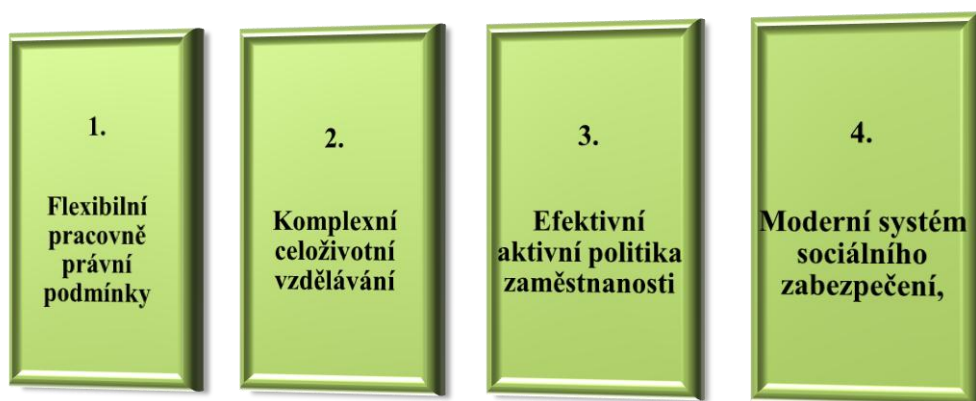 1.
Flexibilní
pracovně
právní
podmínky
2.
Komplexní
celoživotní
vzdělávání
3.
Efektivní
aktivní politika
zaměstnanosti
4.
Moderní systém
sociálního
zabezpečení,